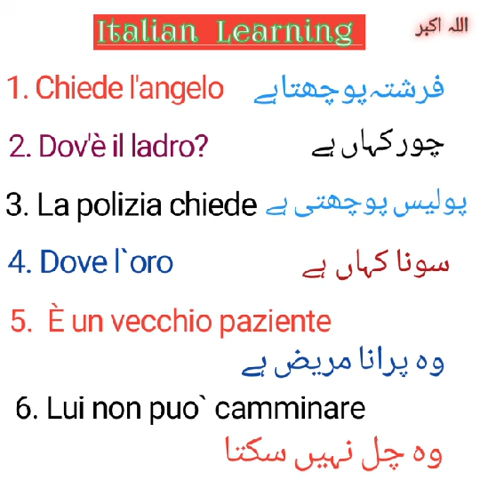 Italian Learning اللہ اکبر
1. Chiede l'angelo فرشتہ پوچھتا ہے
2. Dov'è il ladro? چور کہاں ہے
3. La polizia chiede پولیس پوچھتی ہے
4. Dove l`oro سونا کہاں ہے
5. È un vecchio paziente
وہ پرانا مریض ہے
6. Lui non puo` camminare
وہ چل نہیں سکتا